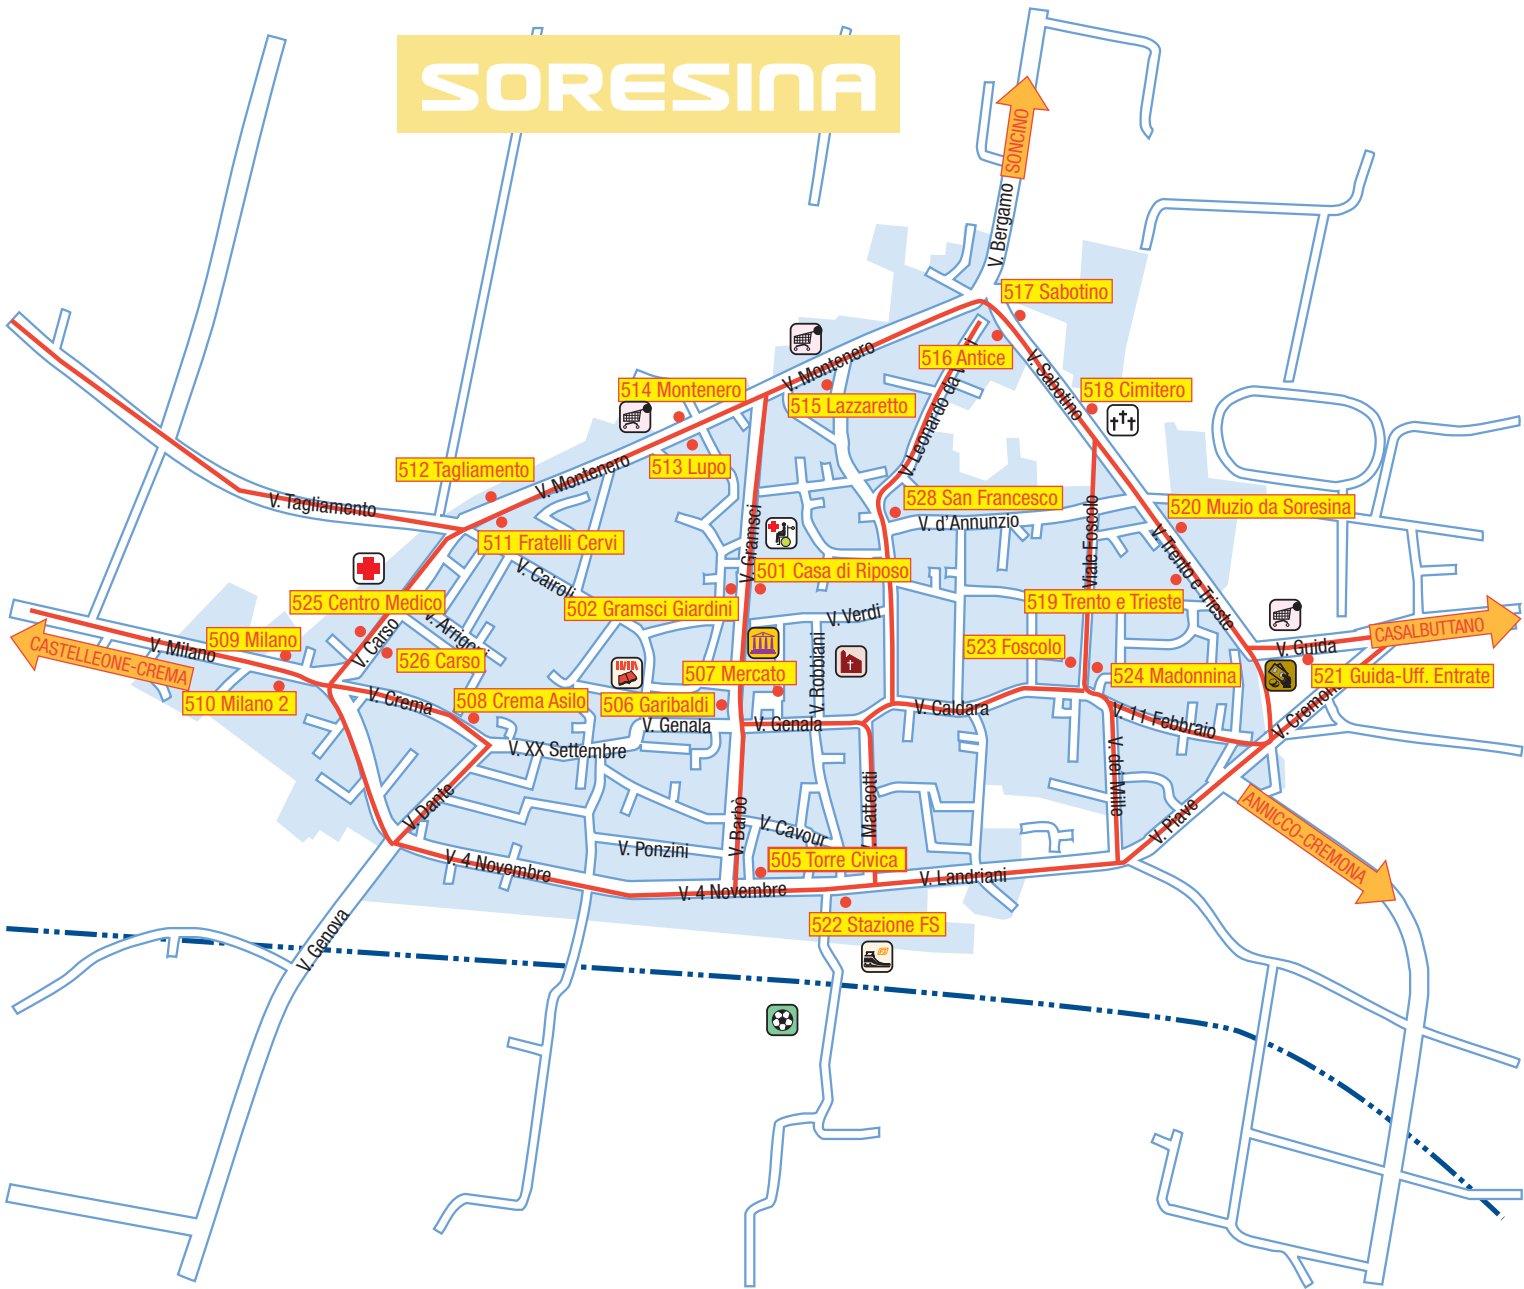 SORESINA
SONCINO
V. Bergamo
517 Sabotino
516 Antice
V. Montenero
V. Sabotino
514 Montenero
515 Lazzaretto
518 Cimitero
V. Leonardo da
512 Tagliamento
513 Lupo
V. Montenero
V. Tagliamento
528 San Francesco
V. d'Annunzio
520 Muzio da Soresina
V. Gramsci
Viale Foscolo
511 Fratelli Cervi
V. Trento e Trieste
V. Cairoli
501 Casa di Riposo
525 Centro Medico
502 Gramsci Giardini
519 Trento e Trieste
V. Verdi
V. Arrigoni
V. Carso
509 Milano
V. Milano
CASTELLEONE-CREMA
526 Carso
CASALBUTTANO
V. Guida
523 Foscolo
V. Robbiani
507 Mercato
524 Madonnina
521 Guida-Uff. Entrate
510 Milano 2
V. Crema
508 Crema Asilo
506 Garibaldi
V. Genala
V. Genala
V. Caldara
V. 11 Febbraio
V. Cremona
V. XX Settembre
V. dei Mille
V. Dante
V. Barbò
V. Cavour
Matteotti
V. Piave
ANNICCO-CREMONA
V. Ponzini
505 Torre Civica
V. 4 Novembre
V. 4 Novembre
V. Landriani
522 Stazione FS
V. Genova
FS